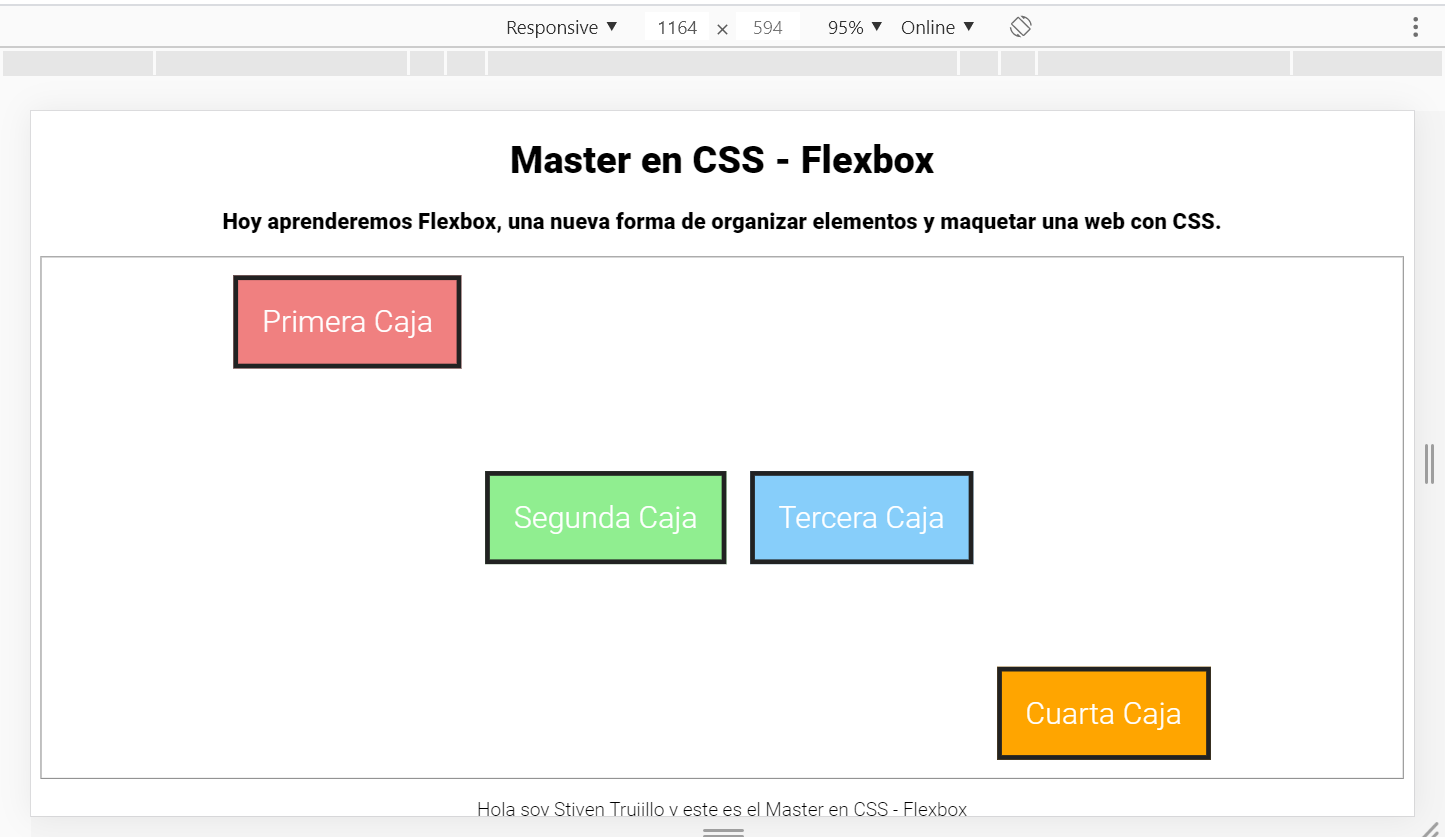 Responsive ▼ 1164 × 594 95% ▼ Online ▼
Master en CSS - Flexbox
Hoy aprenderemos Flexbox, una nueva forma de organizar elementos y maquetar una web con CSS.
Primera Caja
Segunda Caja Tercera Caja
Cuarta Caja
Hola soy Stiven Trujillo y este es el Master en CSS - Flexbox